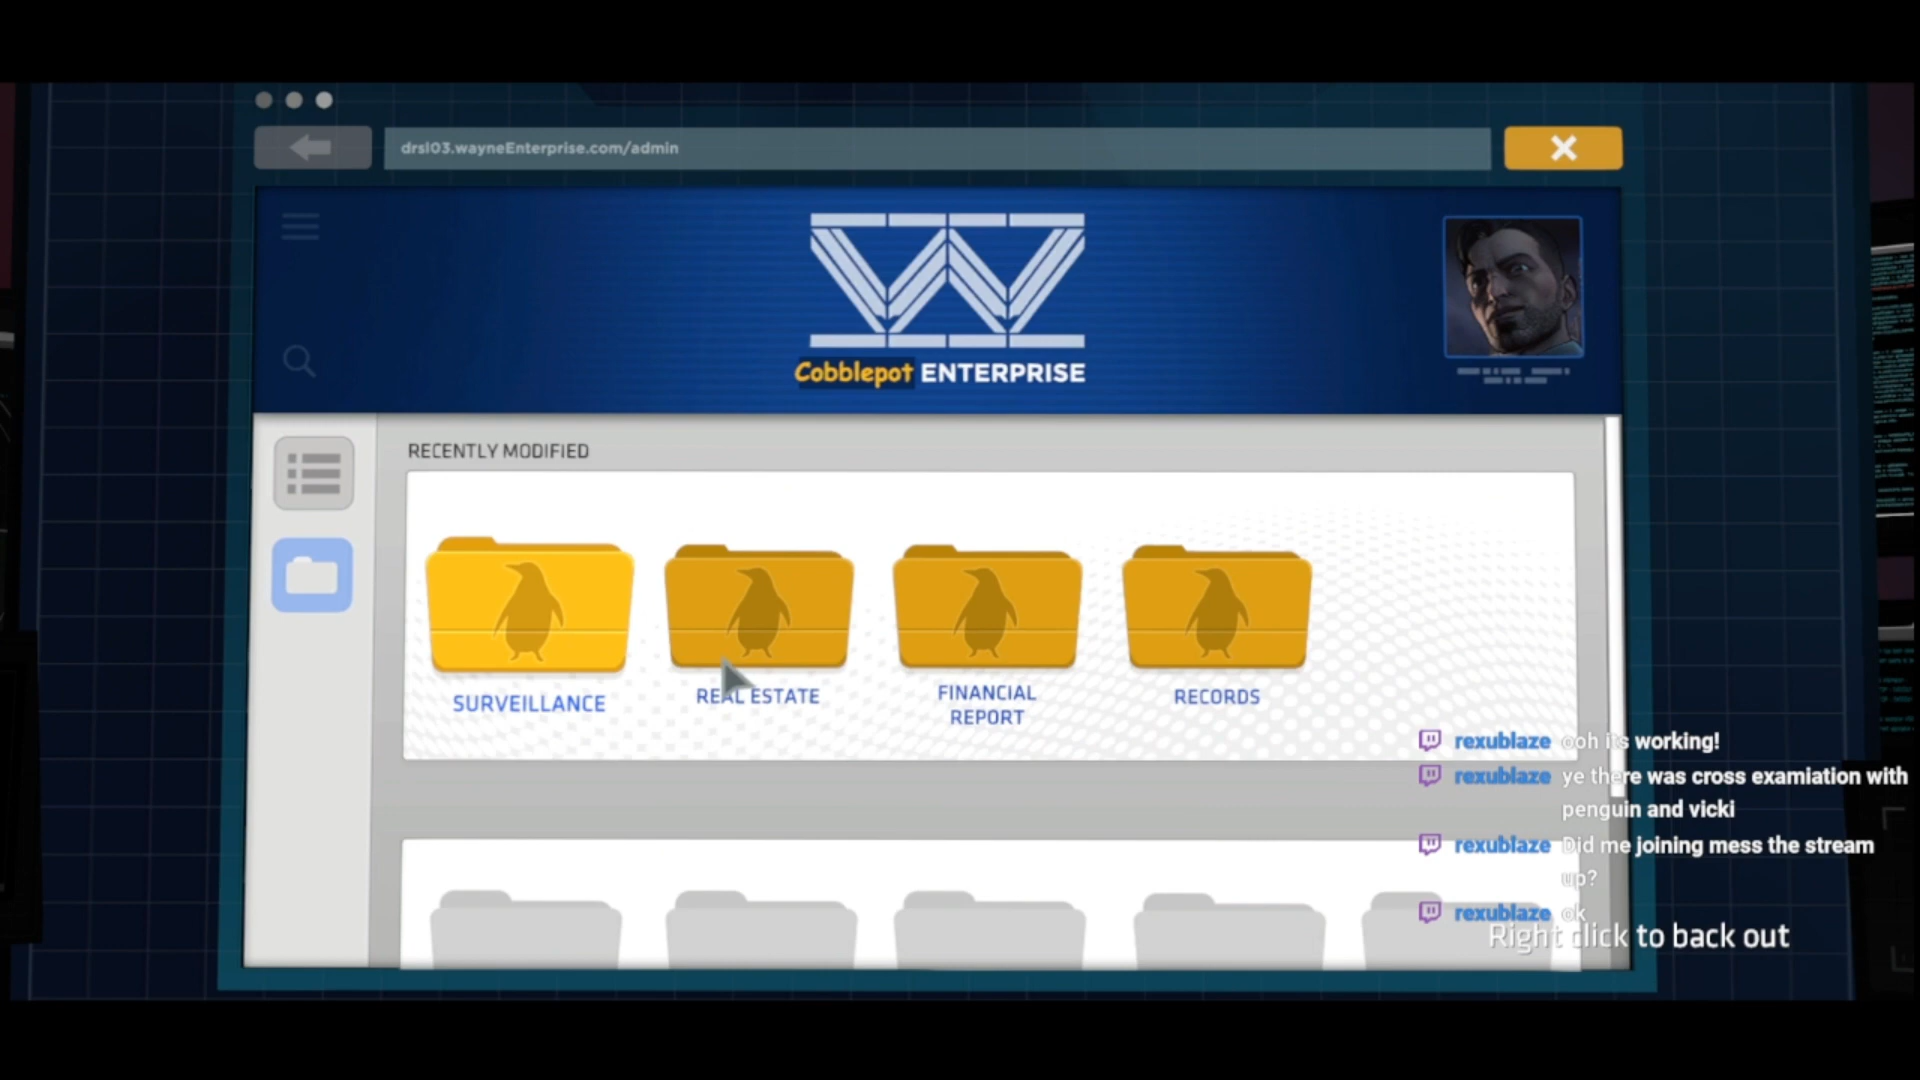 drsl03.wayneEnterprise.com/admin
Cobblepot ENTERPRISE
RECENTLY MODIFIED
SURVEILLANCE
REAL ESTATE
FINANCIAL
REPORT
RECORDS
rexublaze ooh its working!
rexublaze ye there was cross examiation with
penguin and vicki
rexublaze Did me joining mess the stream
up?
rexublaze ok
Right click to back out